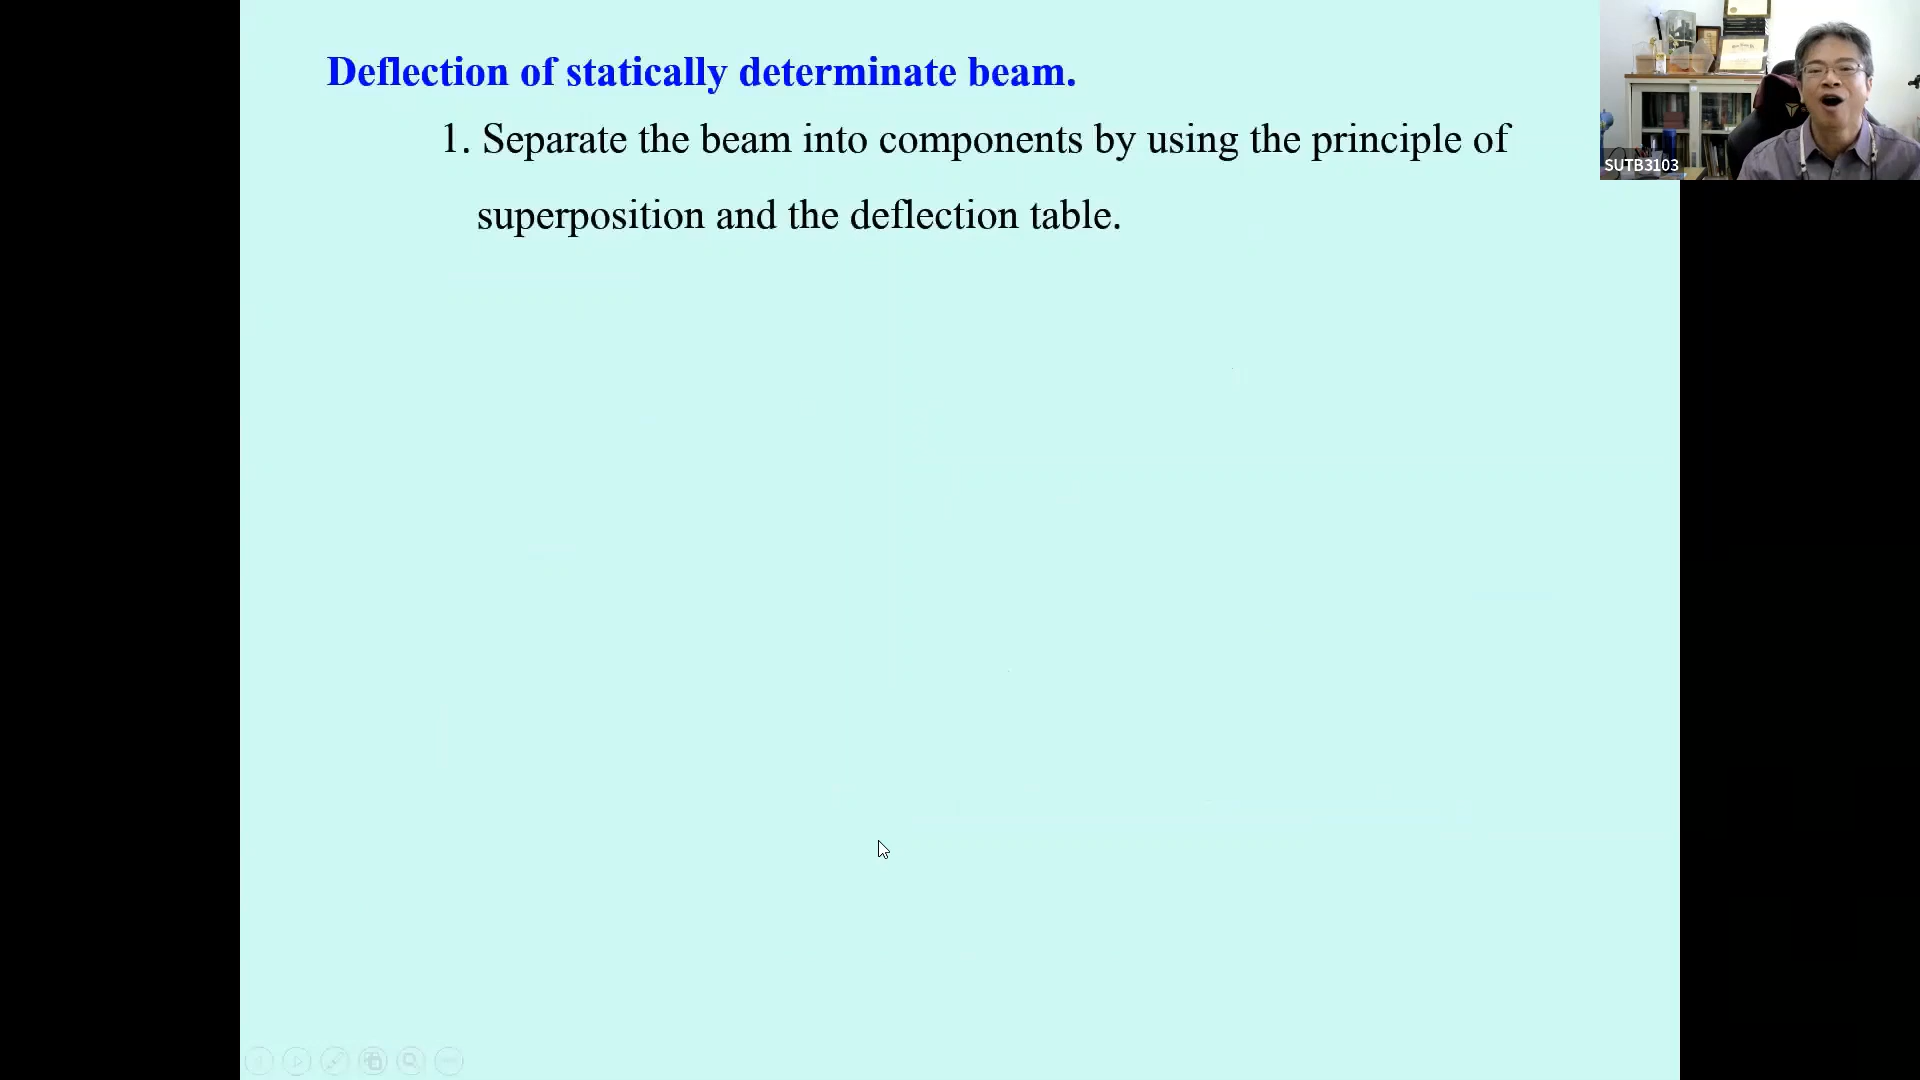 Deflection of statically determinate beam.
1. Separate the beam into components by using the principle of
superposition and the deflection table.
SUTB3103